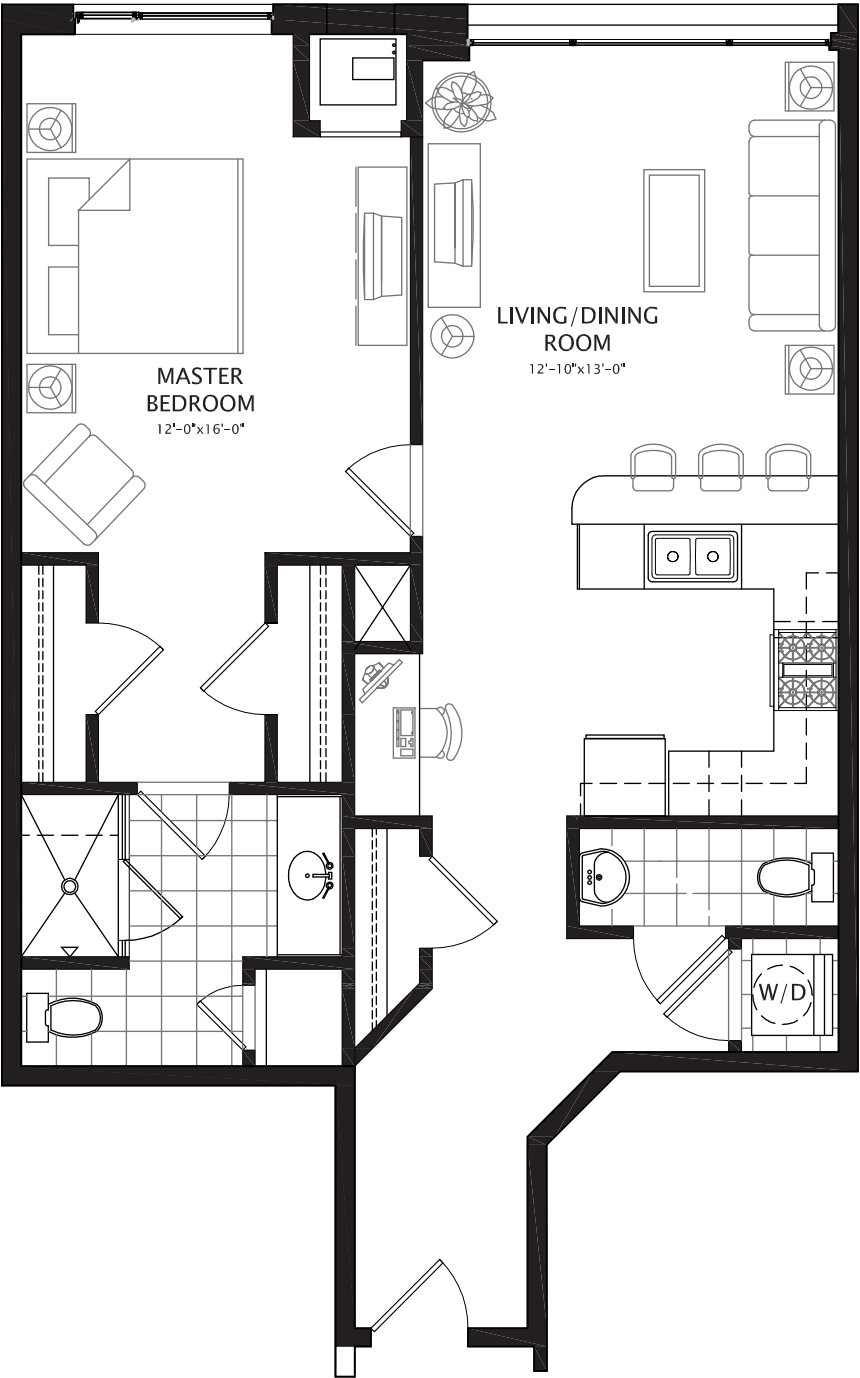 LIVING/DINING
ROOM
12'-10"x13'-0"
MASTER
BEDROOM
12'-0"x16'-0"
W/D